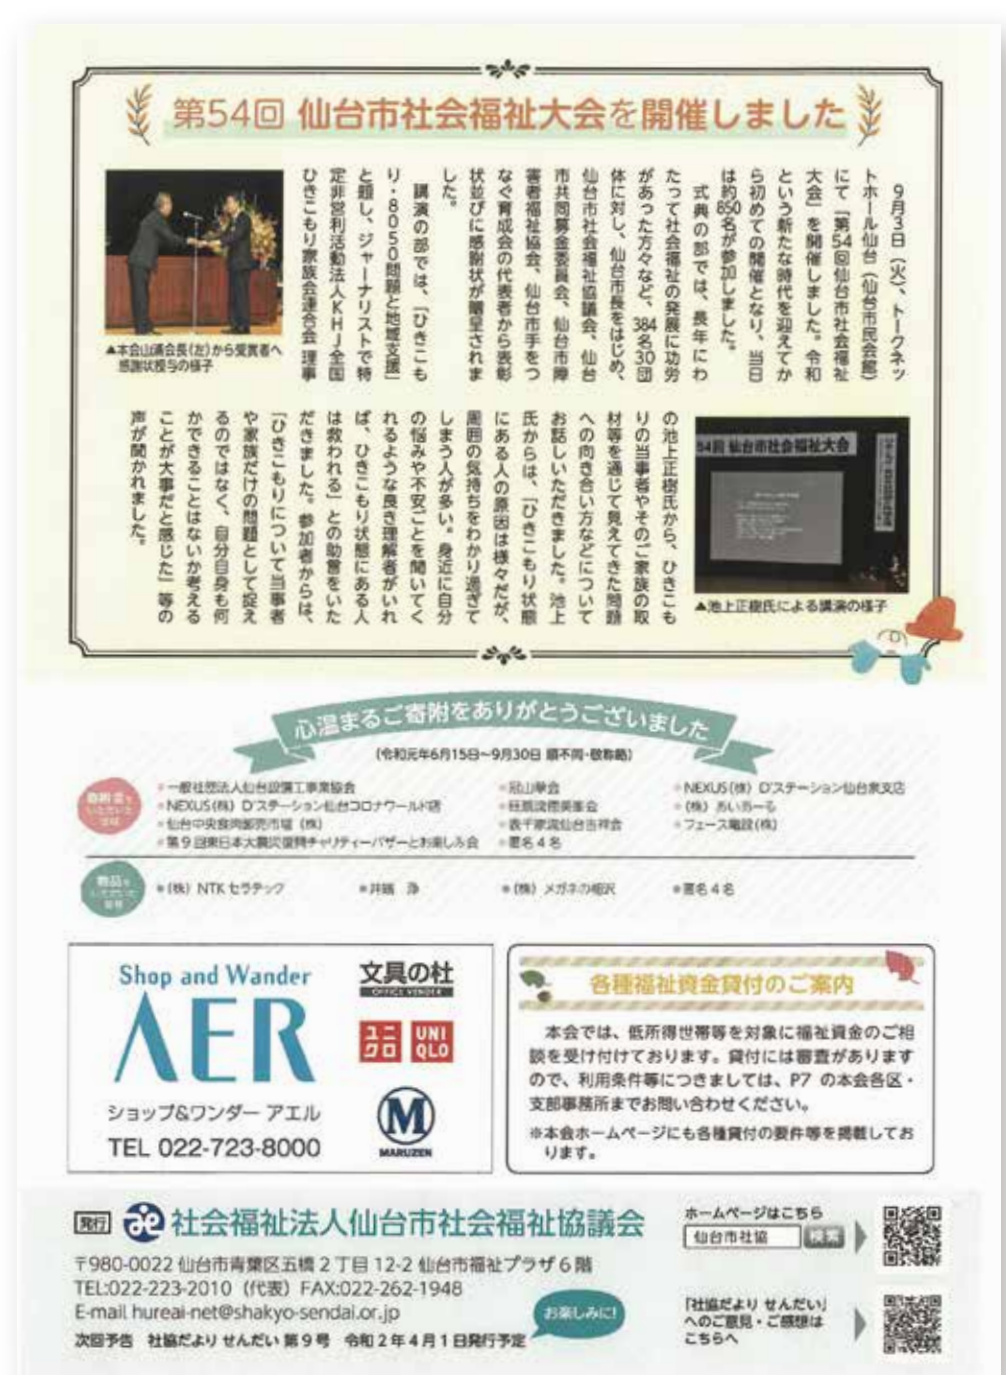 第54回 仙台市社会福祉大会を開催しました
9月3日（火）、トークネッ
トホール仙台（仙台市民会館）
にて「第54回仙台市社会福祉
大会」を開催しました。令和
という新たな時代を迎えてか
ら初めての開催となり、当日
は約850名が参加しました。
式典の部では、長年にわ
たって社会福祉の発展に功労
があった方々など、384名30団
体に対し、仙台市長をはじめ、
仙台市社会福祉協議会、仙台
市共同募金委員会、仙台市障
害者福祉協会、仙台市手をつ
なぐ育成会の代表者から表彰
状並びに感謝状が贈呈されま
した。
講演の部では、「ひきこも
り・8050問題と地域支援」
と題し、ジャーナリストで特
定非営利活動法人KHJ全国
ひきこもり家族会連合会 理事
▲本会山浦会長（左）から受賞者へ
感謝状授与の様子
の池上正樹氏から、ひきこも
りの当事者やそのご家族の取
材等を通じて見えてきた問題
への向き合い方などについて
お話しいただきました。池上
氏からは、「ひきこもり状態
にある人の原因は様々だが、
周囲の気持ちをわかり過ぎて
しまう人が多い。身近に自分
の悩みや不安ごとを聞いてく
れるような良き理解者がいれ
ば、ひきこもり状態にある人
は救われる」との助言をいた
だきました。参加者からは、
「ひきこもりについて当事者
や家族だけの問題として捉え
るのではなく、自分自身も何
かできることはないか考える
ことが大事だと感じた」等の
声が聞かれました。
54回 仙台市社会福祉大会
▲池上正樹氏による講演の様子
心温まるご寄附をありがとうございました
（令和元年6月15日〜9月30日 順不同・敬称略）
一般社団法人仙台設備工事業協会
NEXUS（株）D'ステーション仙台コロナワールド店
仙台中央食肉卸売市場（株）
第9回東日本大震災復興チャリティーバザーとお楽しみ会
冠山華会
表千家流仙台吉祥会
匿名4名
NEXUS（株）D'ステーション仙台泉支店
（株）あいあーる
フェース電設（株）
（株）NTKセラテック
（株）メガネの相沢
匿名4名
Shop and Wander
AER
ショップ&ワンダー アエル
TEL 022-723-8000
文具の杜
OFFICE VENDER
ユニクロ
UNIQLO
M
MARUZEN
各種福祉資金貸付のご案内
本会では、低所得世帯等を対象に福祉資金のご相
談を受け付けております。貸付には審査があります
ので、利用条件等につきましては、P7 の本会各区・
支部事務所までお問い合わせください。
※本会ホームページにも各種貸付の要件等を掲載してお
ります。
発行 社会福祉法人仙台市社会福祉協議会
〒980-0022 仙台市青葉区五橋2丁目12-2 仙台市福祉プラザ6階
TEL:022-223-2010（代表）FAX:022-262-1948
E-mail hureai-net@shakyo-sendai.or.jp
次回予告 社協だより せんだい 第9号 令和2年4月1日発行予定
お楽しみに!
ホームページはこちら
仙台市社協 検索
「社協だより せんだい」
へのご意見・ご感想は
こちらへ